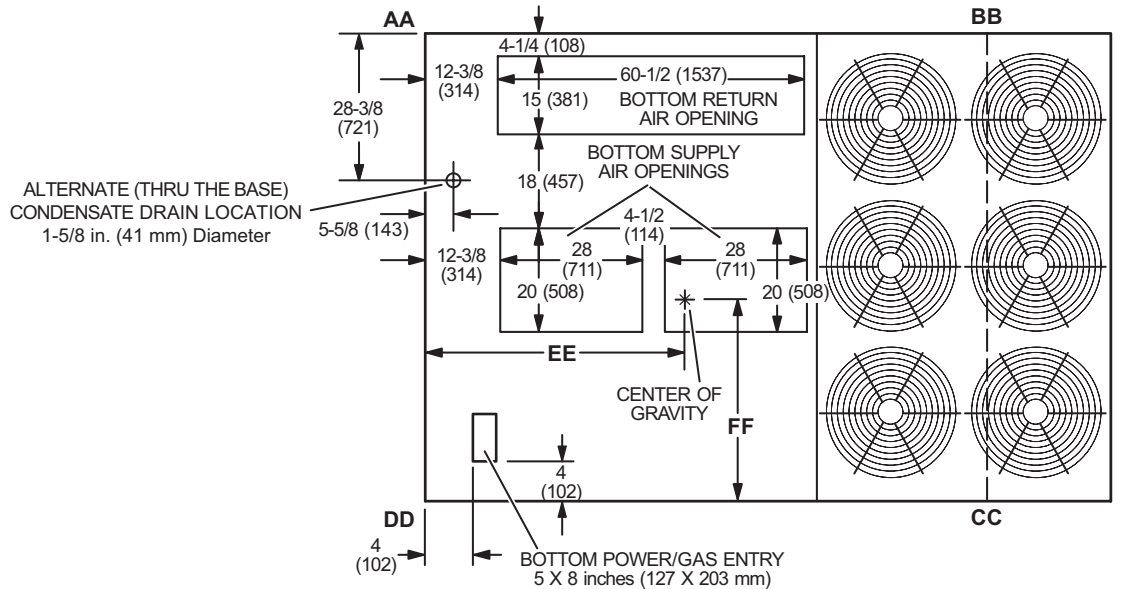 AA
BB
4-1/4 (108)
12-3/8
(314)
60-1/2 (1537)
15 (381)
BOTTOM RETURN
AIR OPENING
28-3/8
(721)
BOTTOM SUPPLY
AIR OPENINGS
18 (457)
ALTERNATE (THRU THE BASE)
CONDENSATE DRAIN LOCATION
1-5/8 in. (41 mm) Diameter
5-5/8 (143)
4-1/2
(114)
12-3/8
(314)
28
(711)
28
(711)
20 (508)
20 (508)
EE
CENTER OF
GRAVITY
FF
4
(102)
DD
CC
4
(102)
BOTTOM POWER/GAS ENTRY
5 X 8 inches (127 X 203 mm)